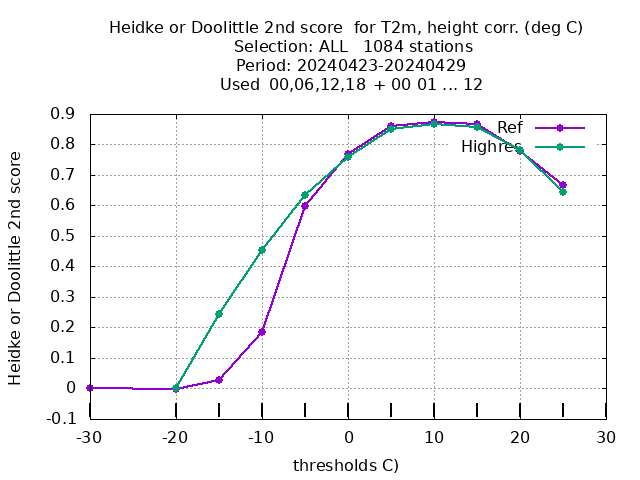 Heidke or Doolittle 2nd score  for T2m, height corr. (deg C)
Selection: ALL   1084 stations
Period: 20240423-20240429
Used  00,06,12,18  + 00 01 ... 12
Heidke or Doolittle 2nd score
0.9
0.8
0.7
0.6
0.5
0.4
0.3
0.2
0.1
0
-0.1
Ref
Highres
-30 -20 -10 0 10 20 30
thresholds C)